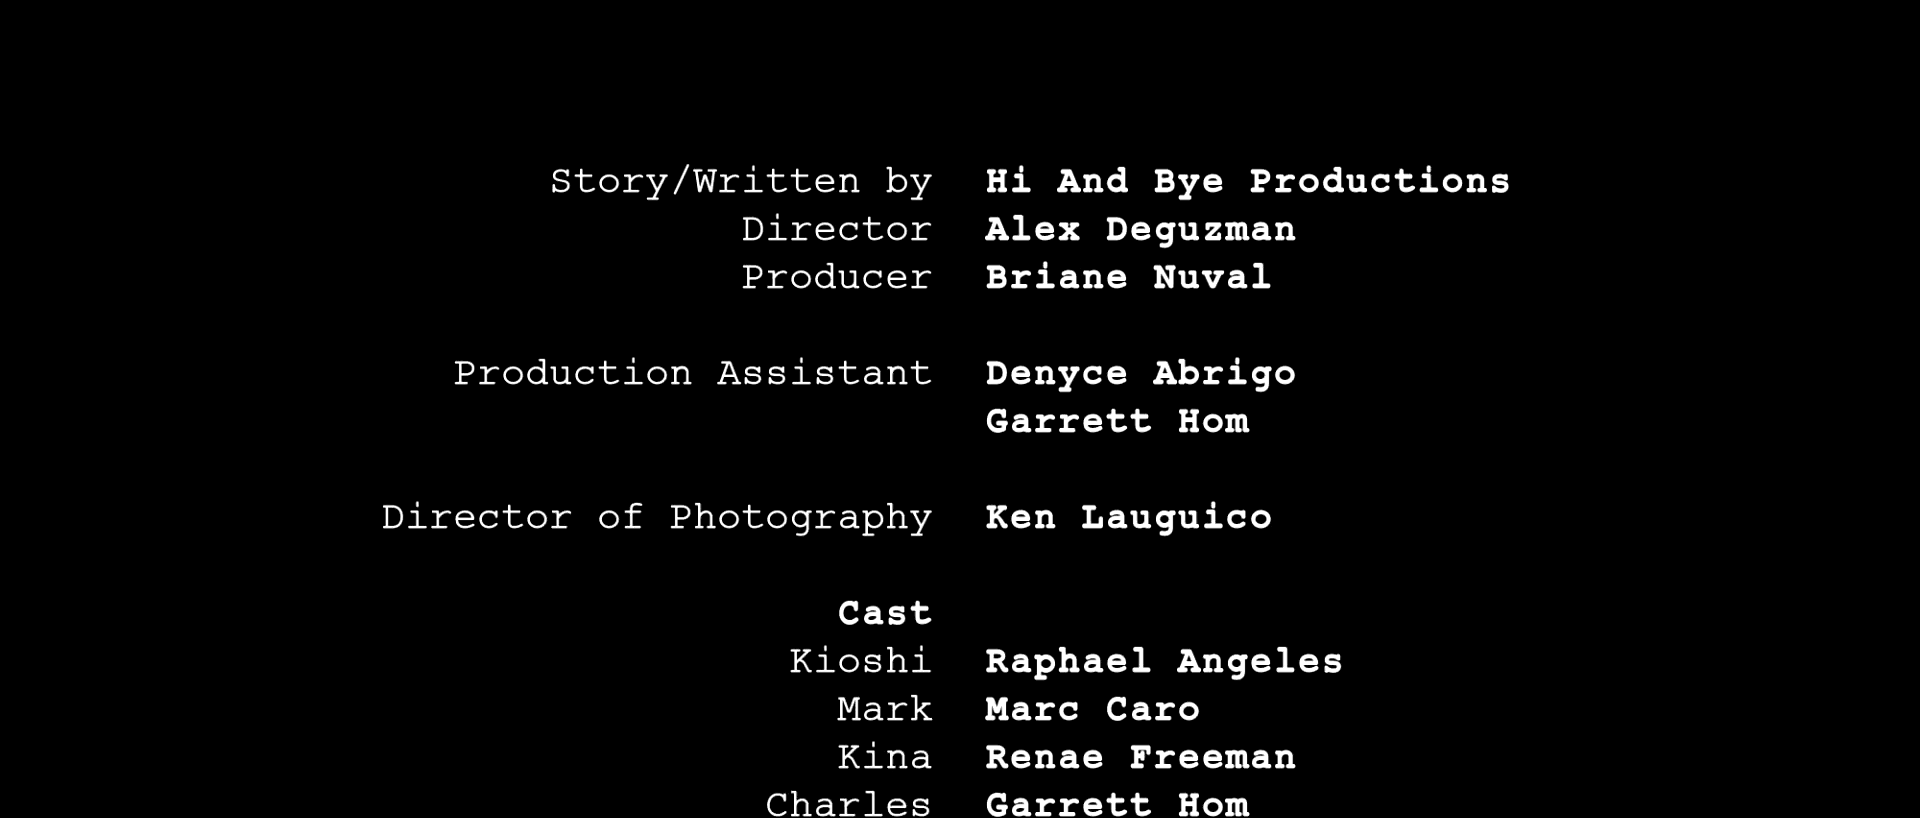 Story/Written by Hi And Bye Productions
Director Alex Deguzman
Producer Briane Nuval
Production Assistant Denyce Abrigo
Garrett Hom
Director of Photography Ken Lauguico
Cast
Kioshi Raphael Angeles
Mark Marc Caro
Kina Renae Freeman
Charles Garrett Hom